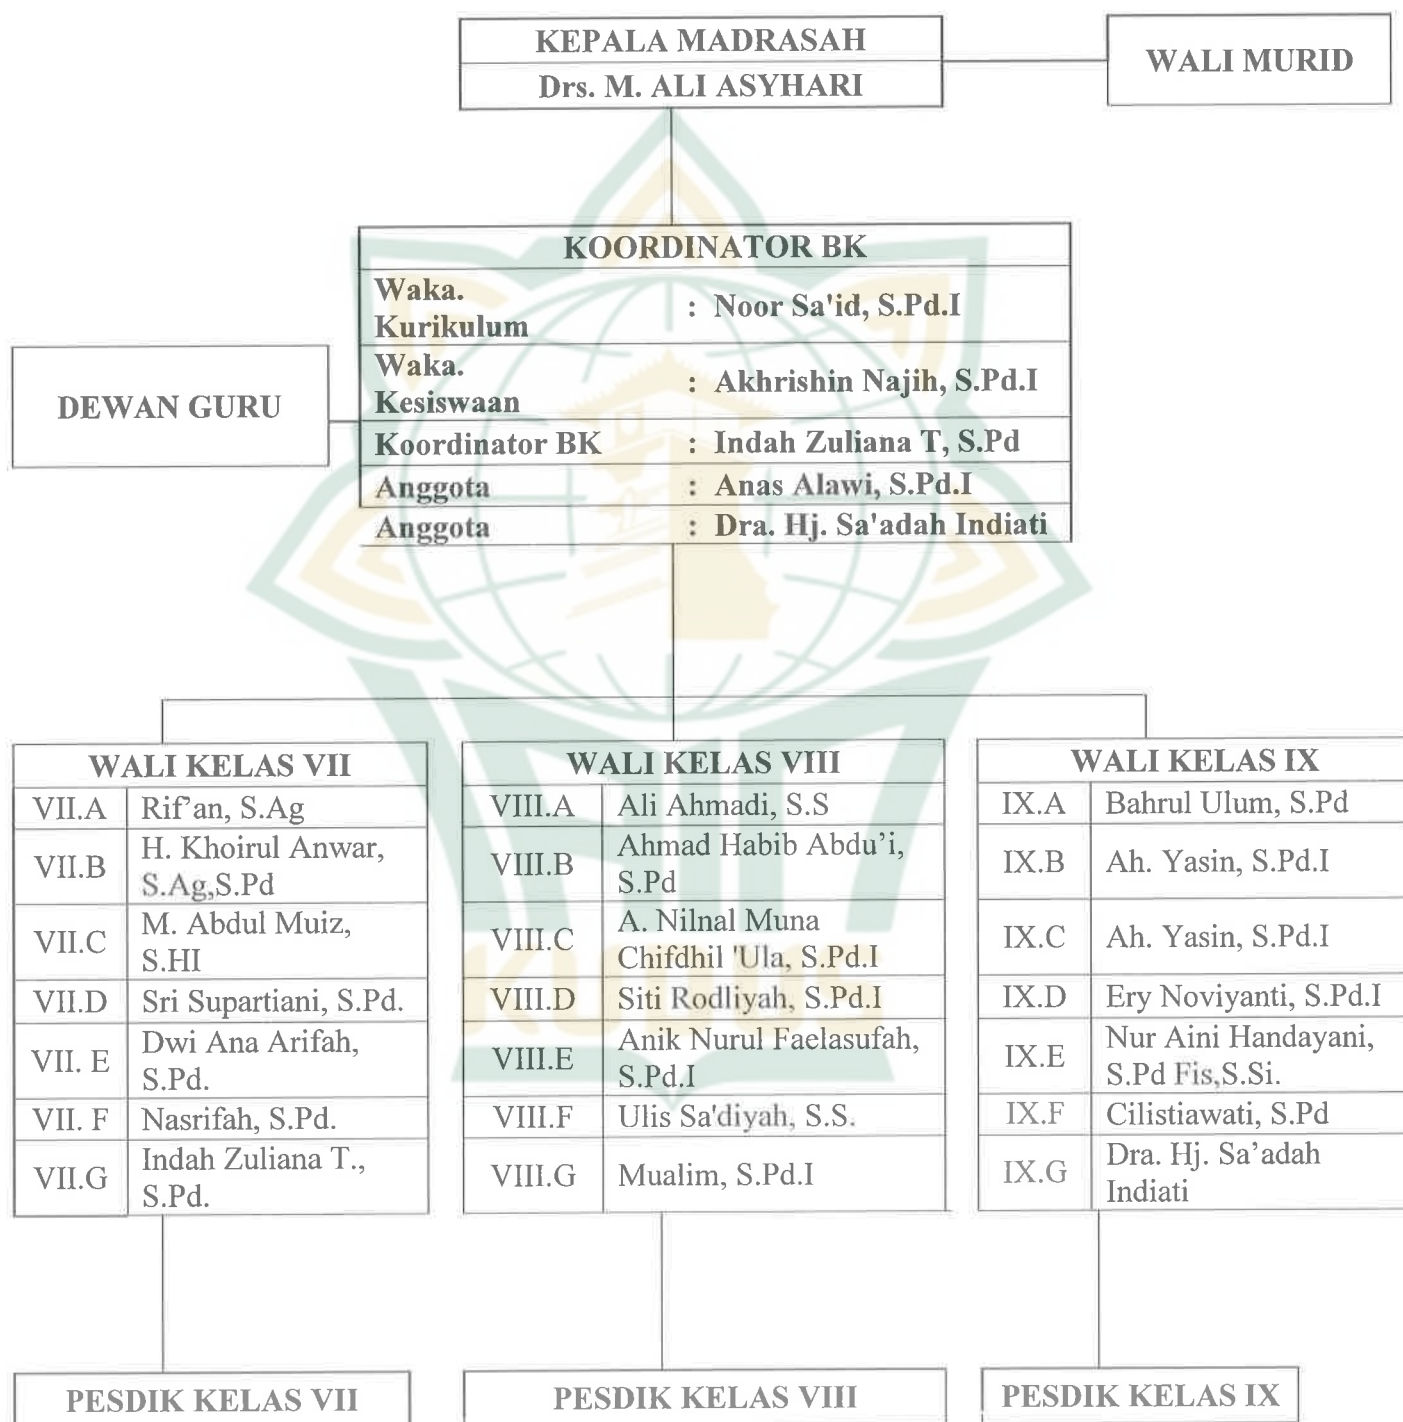 KEPALA MADRASAH
Drs. M. ALI ASYHARI
WALI MURID
KOORDINATOR BK
Waka.
Kurikulum : Noor Sa'id, S.Pd.I
Waka.
Kesiswaan : Akhrishin Najih, S.Pd.I
Koordinator BK : Indah Zuliana T, S.Pd
Anggota : Anas Alawi, S.Pd.I
Anggota : Dra. Hj. Sa'adah Indiati
DEWAN GURU
WALI KELAS VII
VII.A Rif'an, S.Ag
VII.B H. Khoirul Anwar,
S.Ag,S.Pd
VII.C M. Abdul Muiz,
S.HI
VII.D Sri Supartiani, S.Pd.
VII. E Dwi Ana Arifah,
S.Pd.
VII. F Nasrifah, S.Pd.
VII.G Indah Zuliana T.,
S.Pd.
WALI KELAS VIII
VIII.A Ali Ahmadi, S.S
VIII.B Ahmad Habib Abdu’i,
S.Pd
VIII.C A. Nilnal Muna
Chifdhil 'Ula, S.Pd.I
VIII.D Siti Rodliyah, S.Pd.I
VIII.E Anik Nurul Faelasufah,
S.Pd.I
VIII.F Ulis Sa'diyah, S.S.
VIII.G Mualim, S.Pd.I
WALI KELAS IX
IX.A Bahrul Ulum, S.Pd
IX.B Ah. Yasin, S.Pd.I
IX.C Ah. Yasin, S.Pd.I
IX.D Ery Noviyanti, S.Pd.I
IX.E Nur Aini Handayani,
S.Pd Fis,S.Si.
IX.F Cilistiawati, S.Pd
IX.G Dra. Hj. Sa’adah
Indiati
KUDUS
PESDIK KELAS VII
PESDIK KELAS VIII
PESDIK KELAS IX